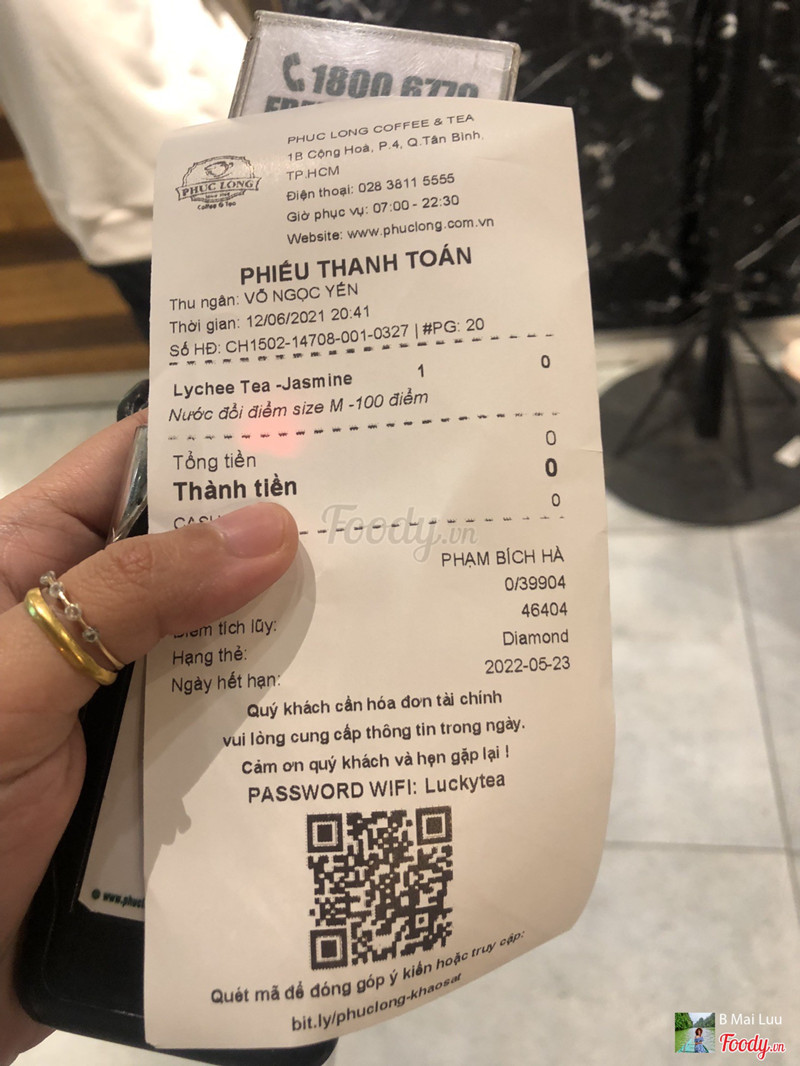 1800 6779
PHUC LONG COFFEE & TEA
1B Cộng Hoà, P.4, Q.Tân Bình,
TP.HCM
Điện thoại: 028 3811 5555
Giờ phục vụ: 07:00 - 22:30
Website: www.phuclong.com.vn
PHUC LONG
Coffee & Tea
PHIẾU THANH TOÁN
Thu ngân: VÕ NGỌC YẾN
Thời gian: 12/06/2021 20:41
Số HĐ: CH1502-14708-001-0327 | #PG: 20
Lychee Tea -Jasmine 1 0
Nước đổi điểm size M -100 điểm
Tổng tiền 0
Thành tiền 0
CASH 0
PHẠM BÍCH HÀ
0/39904
Điểm tích lũy: 46404
Hạng thẻ: Diamond
Ngày hết hạn: 2022-05-23
Quý khách cần hóa đơn tài chính
vui lòng cung cấp thông tin trong ngày.
Cảm ơn quý khách và hẹn gặp lại !
PASSWORD WIFI: Luckytea
Quét mã để đóng góp ý kiến hoặc truy cập:
bit.ly/phuclong-khaosat
Foody.vn
B Mai Luu
Foody.vn